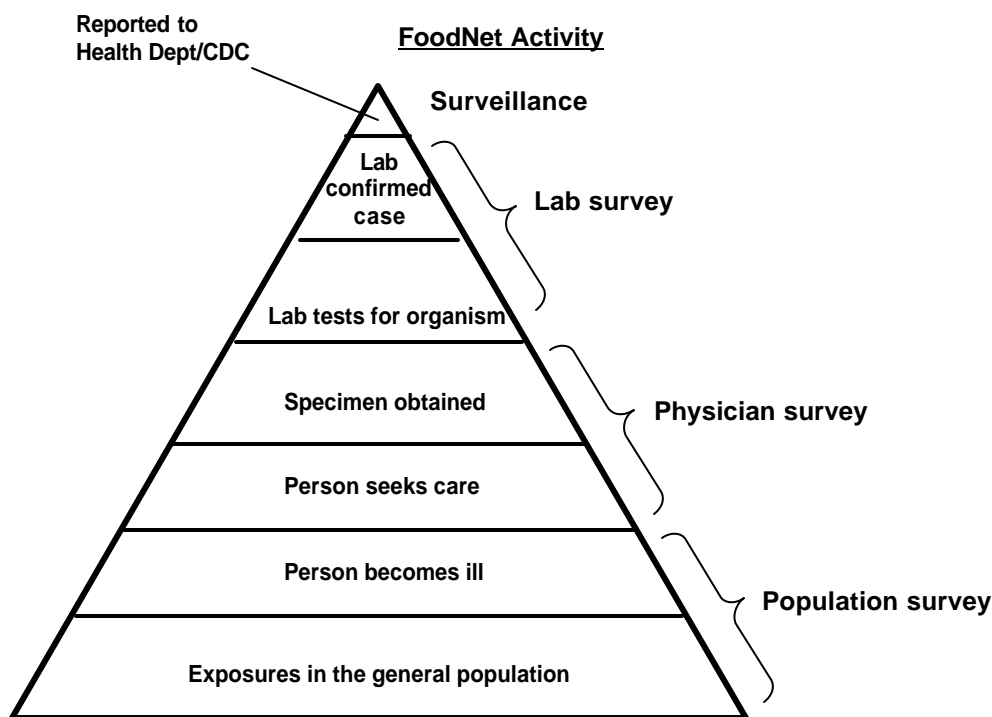 Reported to
Health Dept/CDC
FoodNet Activity
Surveillance
Lab
confirmed
case
Lab survey
Lab tests for organism
Specimen obtained
Physician survey
Person seeks care
Person becomes ill
Population survey
Exposures in the general population